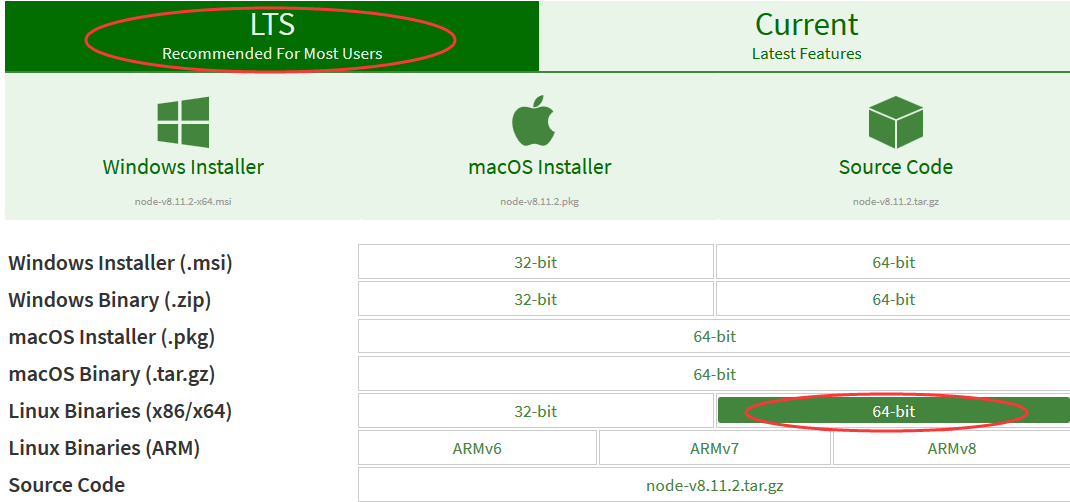 LTS
Recommended For Most Users
Current
Latest Features
Windows Installer
macOS Installer
Source Code
node-v8.11.2-x64.msi
node-v8.11.2.pkg
node-v8.11.2.tar.gz
Windows Installer (.msi) 32-bit 64-bit
Windows Binary (.zip) 32-bit 64-bit
macOS Installer (.pkg) 64-bit
macOS Binary (.tar.gz) 64-bit
Linux Binaries (x86/x64) 32-bit 64-bit
Linux Binaries (ARM) ARMv6 ARMv7 ARMv8
Source Code node-v8.11.2.tar.gz